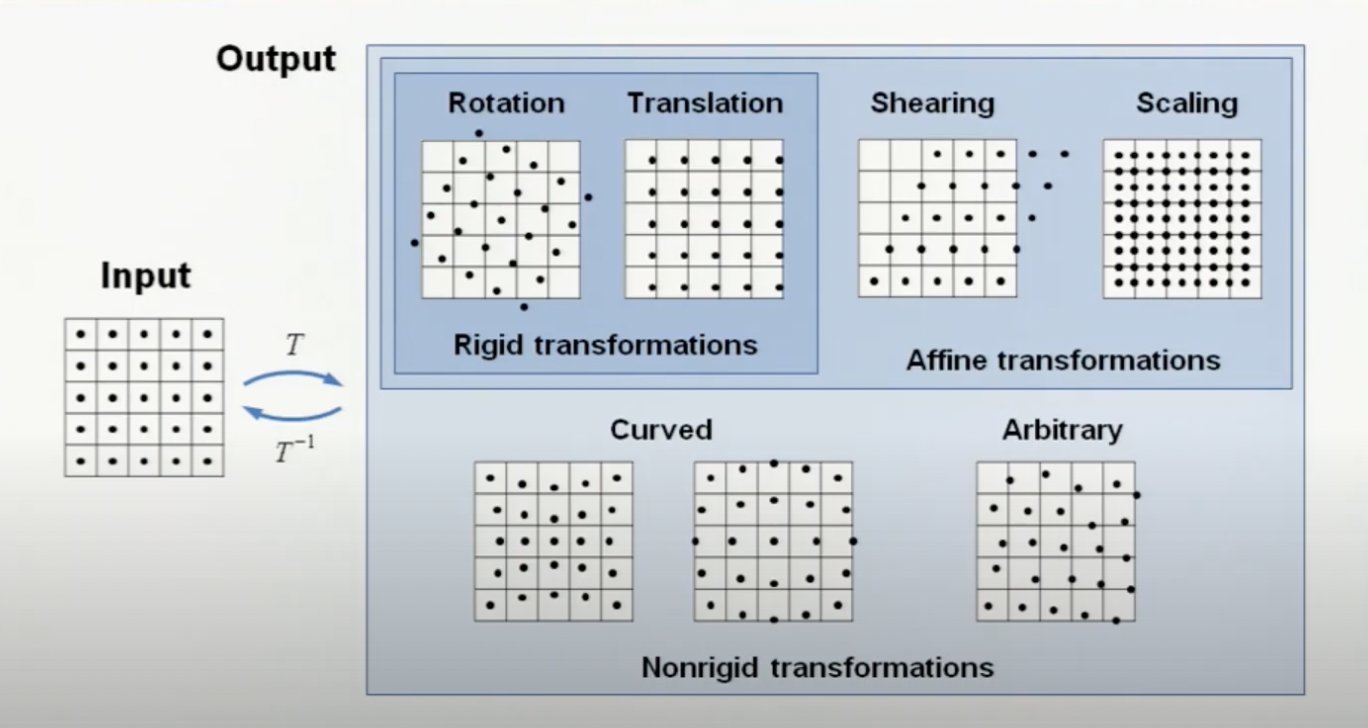 Output
Rotation
Translation
Shearing
Scaling
Rigid transformations
Affine transformations
Input
T
T⁻¹
Curved
Arbitrary
Nonrigid transformations